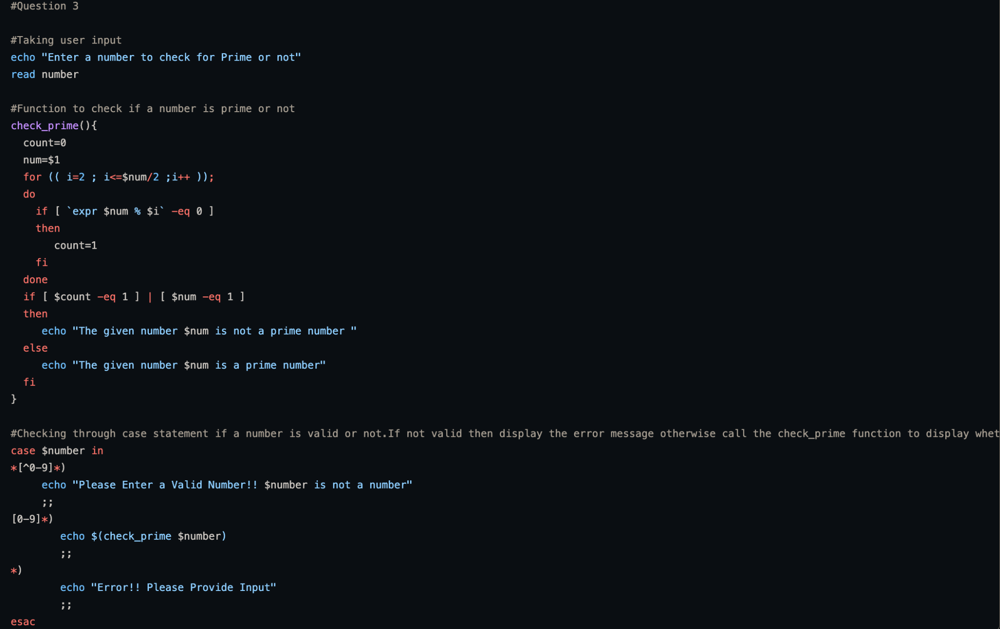 #Question 3
#Taking user input
echo "Enter a number to check for Prime or not"
read number
#Function to check if a number is prime or not
check_prime(){
  count=0
  num=$1
  for (( i=2 ; i<=$num/2 ;i++ ));
  do
    if [ `expr $num % $i` -eq 0 ]
    then
       count=1
    fi
  done
  if [ $count -eq 1 ] | [ $num -eq 1 ]
  then
     echo "The given number $num is not a prime number "
  else
     echo "The given number $num is a prime number"
  fi
}
#Checking through case statement if a number is valid or not.If not valid then display the error message otherwise call the check_prime function to display whet
case $number in
*[^0-9]*)
     echo "Please Enter a Valid Number!! $number is not a number"
     ;;
[0-9]*)
        echo $(check_prime $number)
        ;;
*)
        echo "Error!! Please Provide Input"
        ;;
esac